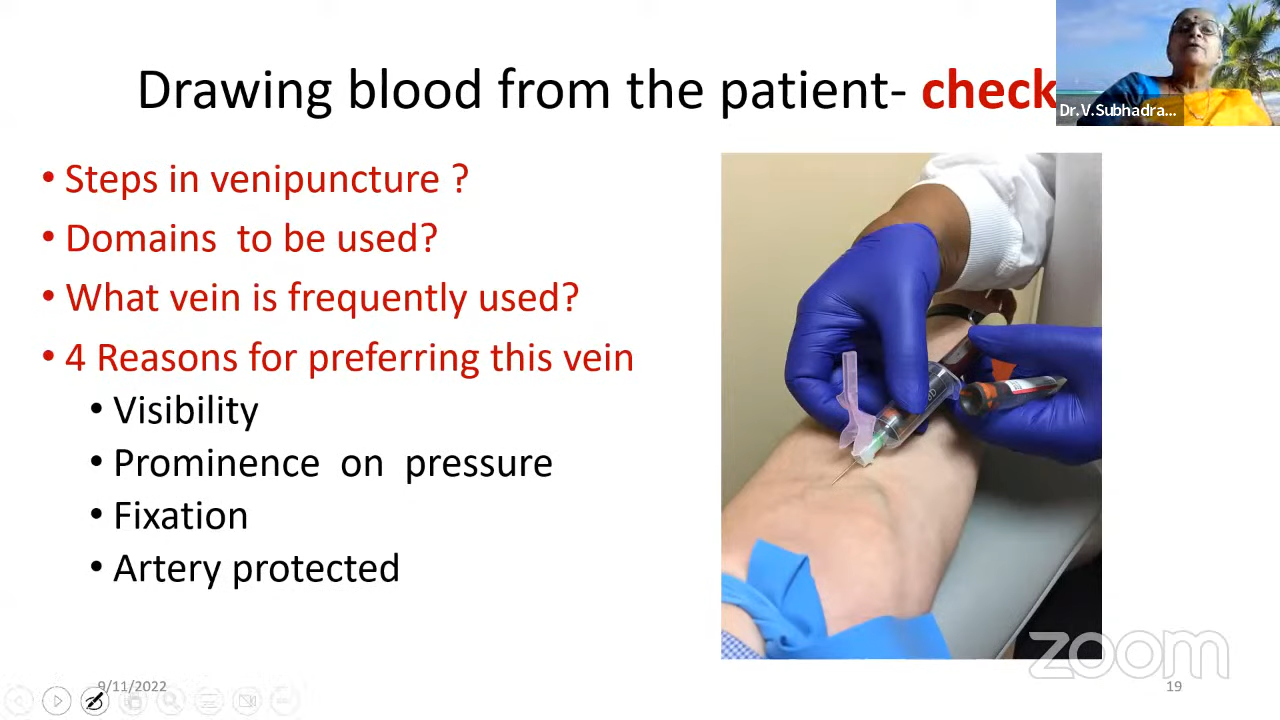 Drawing blood from the patient- check
Dr.V.Subhadra...
• Steps in venipuncture ?
• Domains to be used?
• What vein is frequently used?
• 4 Reasons for preferring this vein
• Visibility
• Prominence on pressure
• Fixation
• Artery protected
zoom
9/11/2022
19